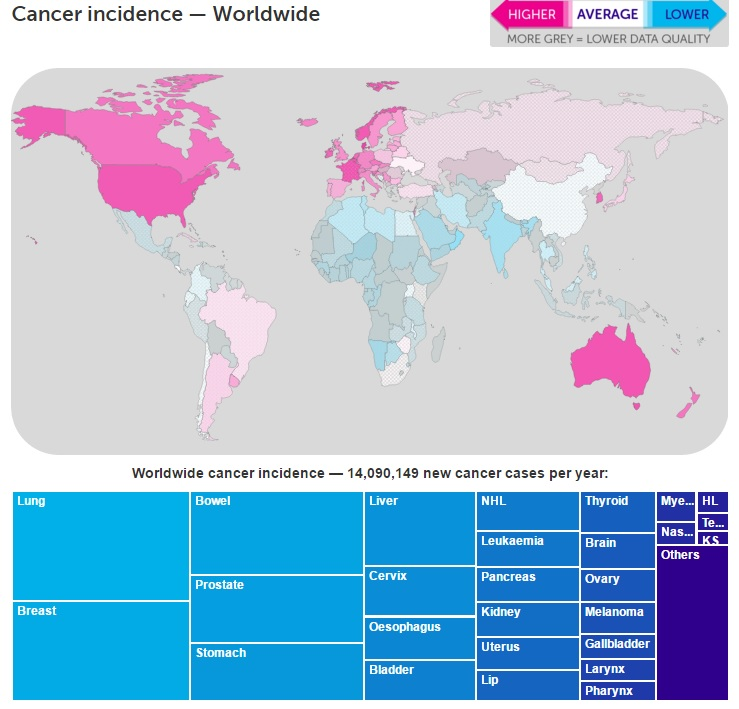 Cancer incidence — Worldwide
HIGHER AVERAGE LOWER
MORE GREY = LOWER DATA QUALITY
Worldwide cancer incidence — 14,090,149 new cancer cases per year:
Lung
Breast
Bowel
Prostate
Stomach
Liver
Cervix
Oesophagus
Bladder
NHL
Leukaemia
Pancreas
Kidney
Uterus
Lip
Thyroid
Brain
Ovary
Melanoma
Gallbladder
Larynx
Pharynx
Mye...
Nas...
HL
Te...
KS
Others